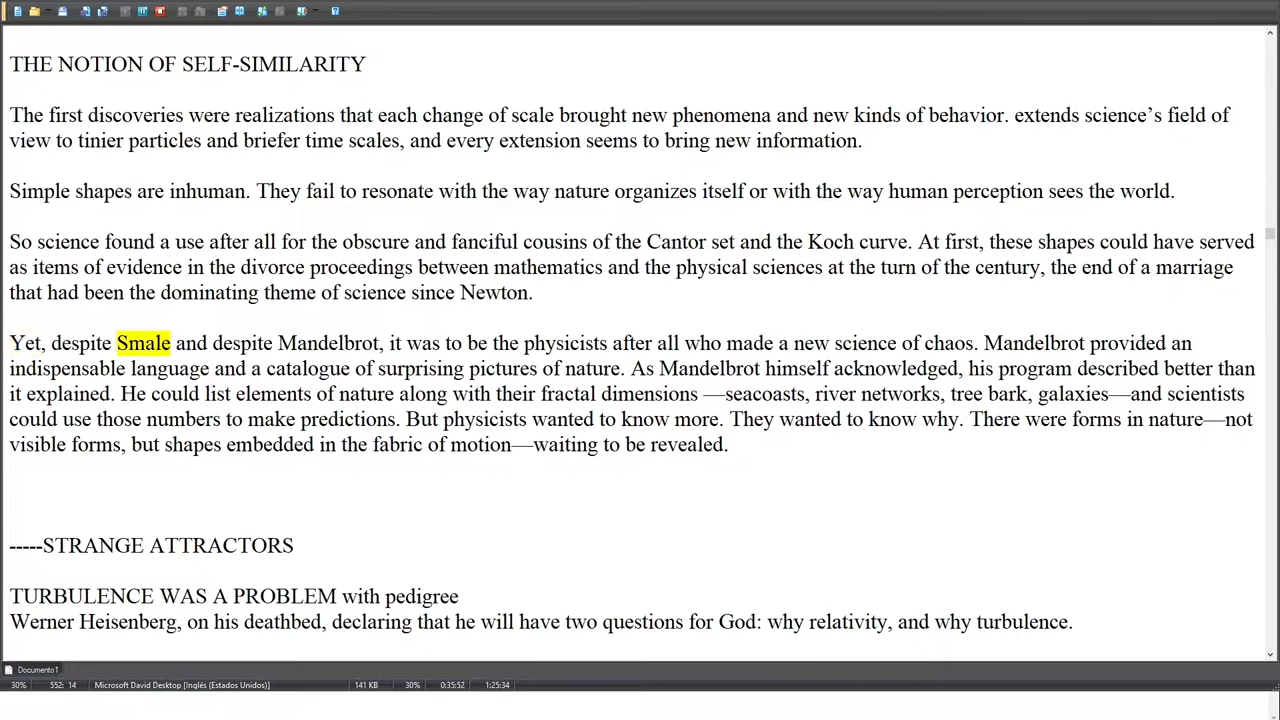 THE NOTION OF SELF-SIMILARITY
The first discoveries were realizations that each change of scale brought new phenomena and new kinds of behavior. extends science’s field of
view to tinier particles and briefer time scales, and every extension seems to bring new information.
Simple shapes are inhuman. They fail to resonate with the way nature organizes itself or with the way human perception sees the world.
So science found a use after all for the obscure and fanciful cousins of the Cantor set and the Koch curve. At first, these shapes could have served
as items of evidence in the divorce proceedings between mathematics and the physical sciences at the turn of the century, the end of a marriage
that had been the dominating theme of science since Newton.
Yet, despite Smale and despite Mandelbrot, it was to be the physicists after all who made a new science of chaos. Mandelbrot provided an
indispensable language and a catalogue of surprising pictures of nature. As Mandelbrot himself acknowledged, his program described better than
it explained. He could list elements of nature along with their fractal dimensions —seacoasts, river networks, tree bark, galaxies—and scientists
could use those numbers to make predictions. But physicists wanted to know more. They wanted to know why. There were forms in nature—not
visible forms, but shapes embedded in the fabric of motion—waiting to be revealed.
-----STRANGE ATTRACTORS
TURBULENCE WAS A PROBLEM with pedigree
Werner Heisenberg, on his deathbed, declaring that he will have two questions for God: why relativity, and why turbulence.
Documento1
30% 552: 14 Microsoft David Desktop [Inglés (Estados Unidos)] 141 KB 30% 0:35:52 1:25:34